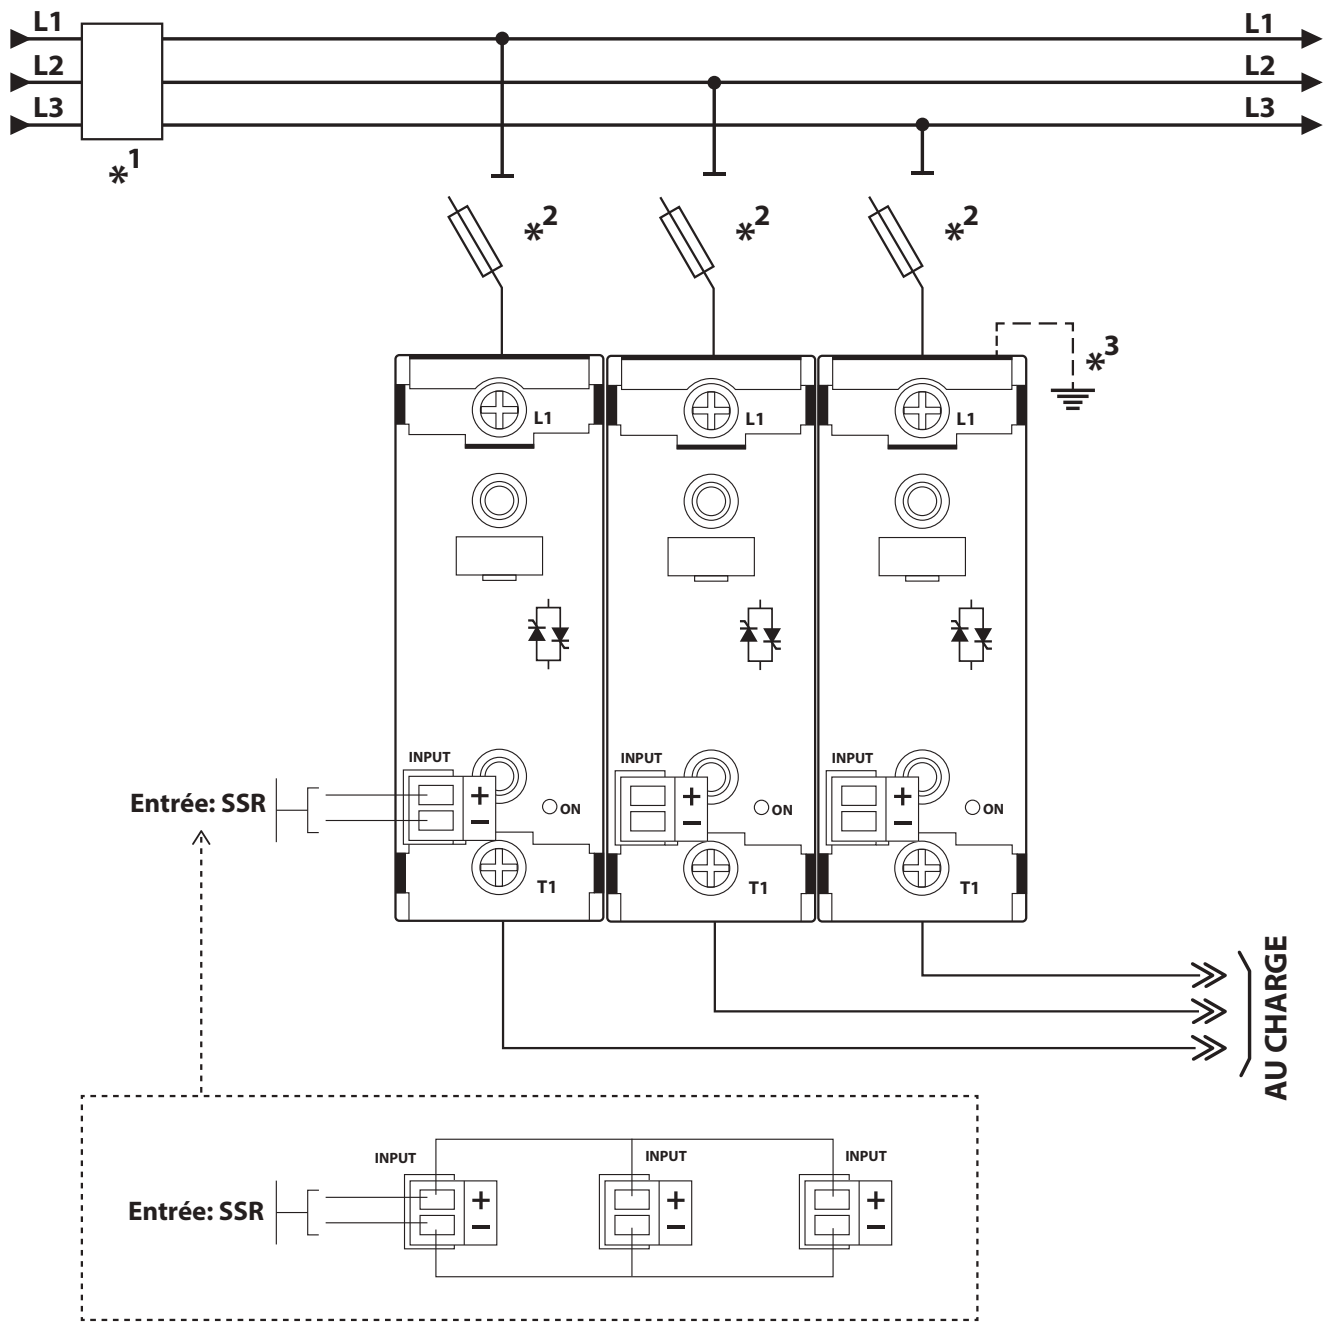 L1 L1
L2 L2
L3 L3
*1
*2 *2 *2
*3
L1 L1 L1
INPUT INPUT INPUT
Entrée: SSR
+ + +
ON ON ON
− − −
T1 T1 T1
AU CHARGE
INPUT INPUT INPUT
Entrée: SSR
+ + +
− − −